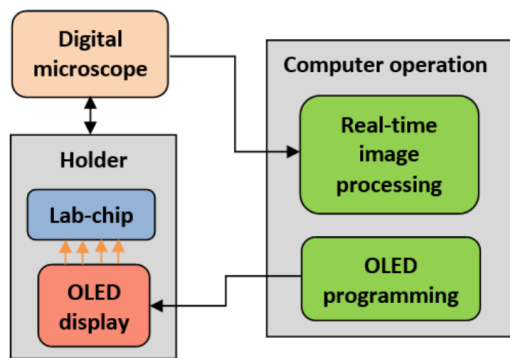 Digital
microscope
Computer operation
Real-time
image
processing
Holder
Lab-chip
OLED
display
OLED
programming